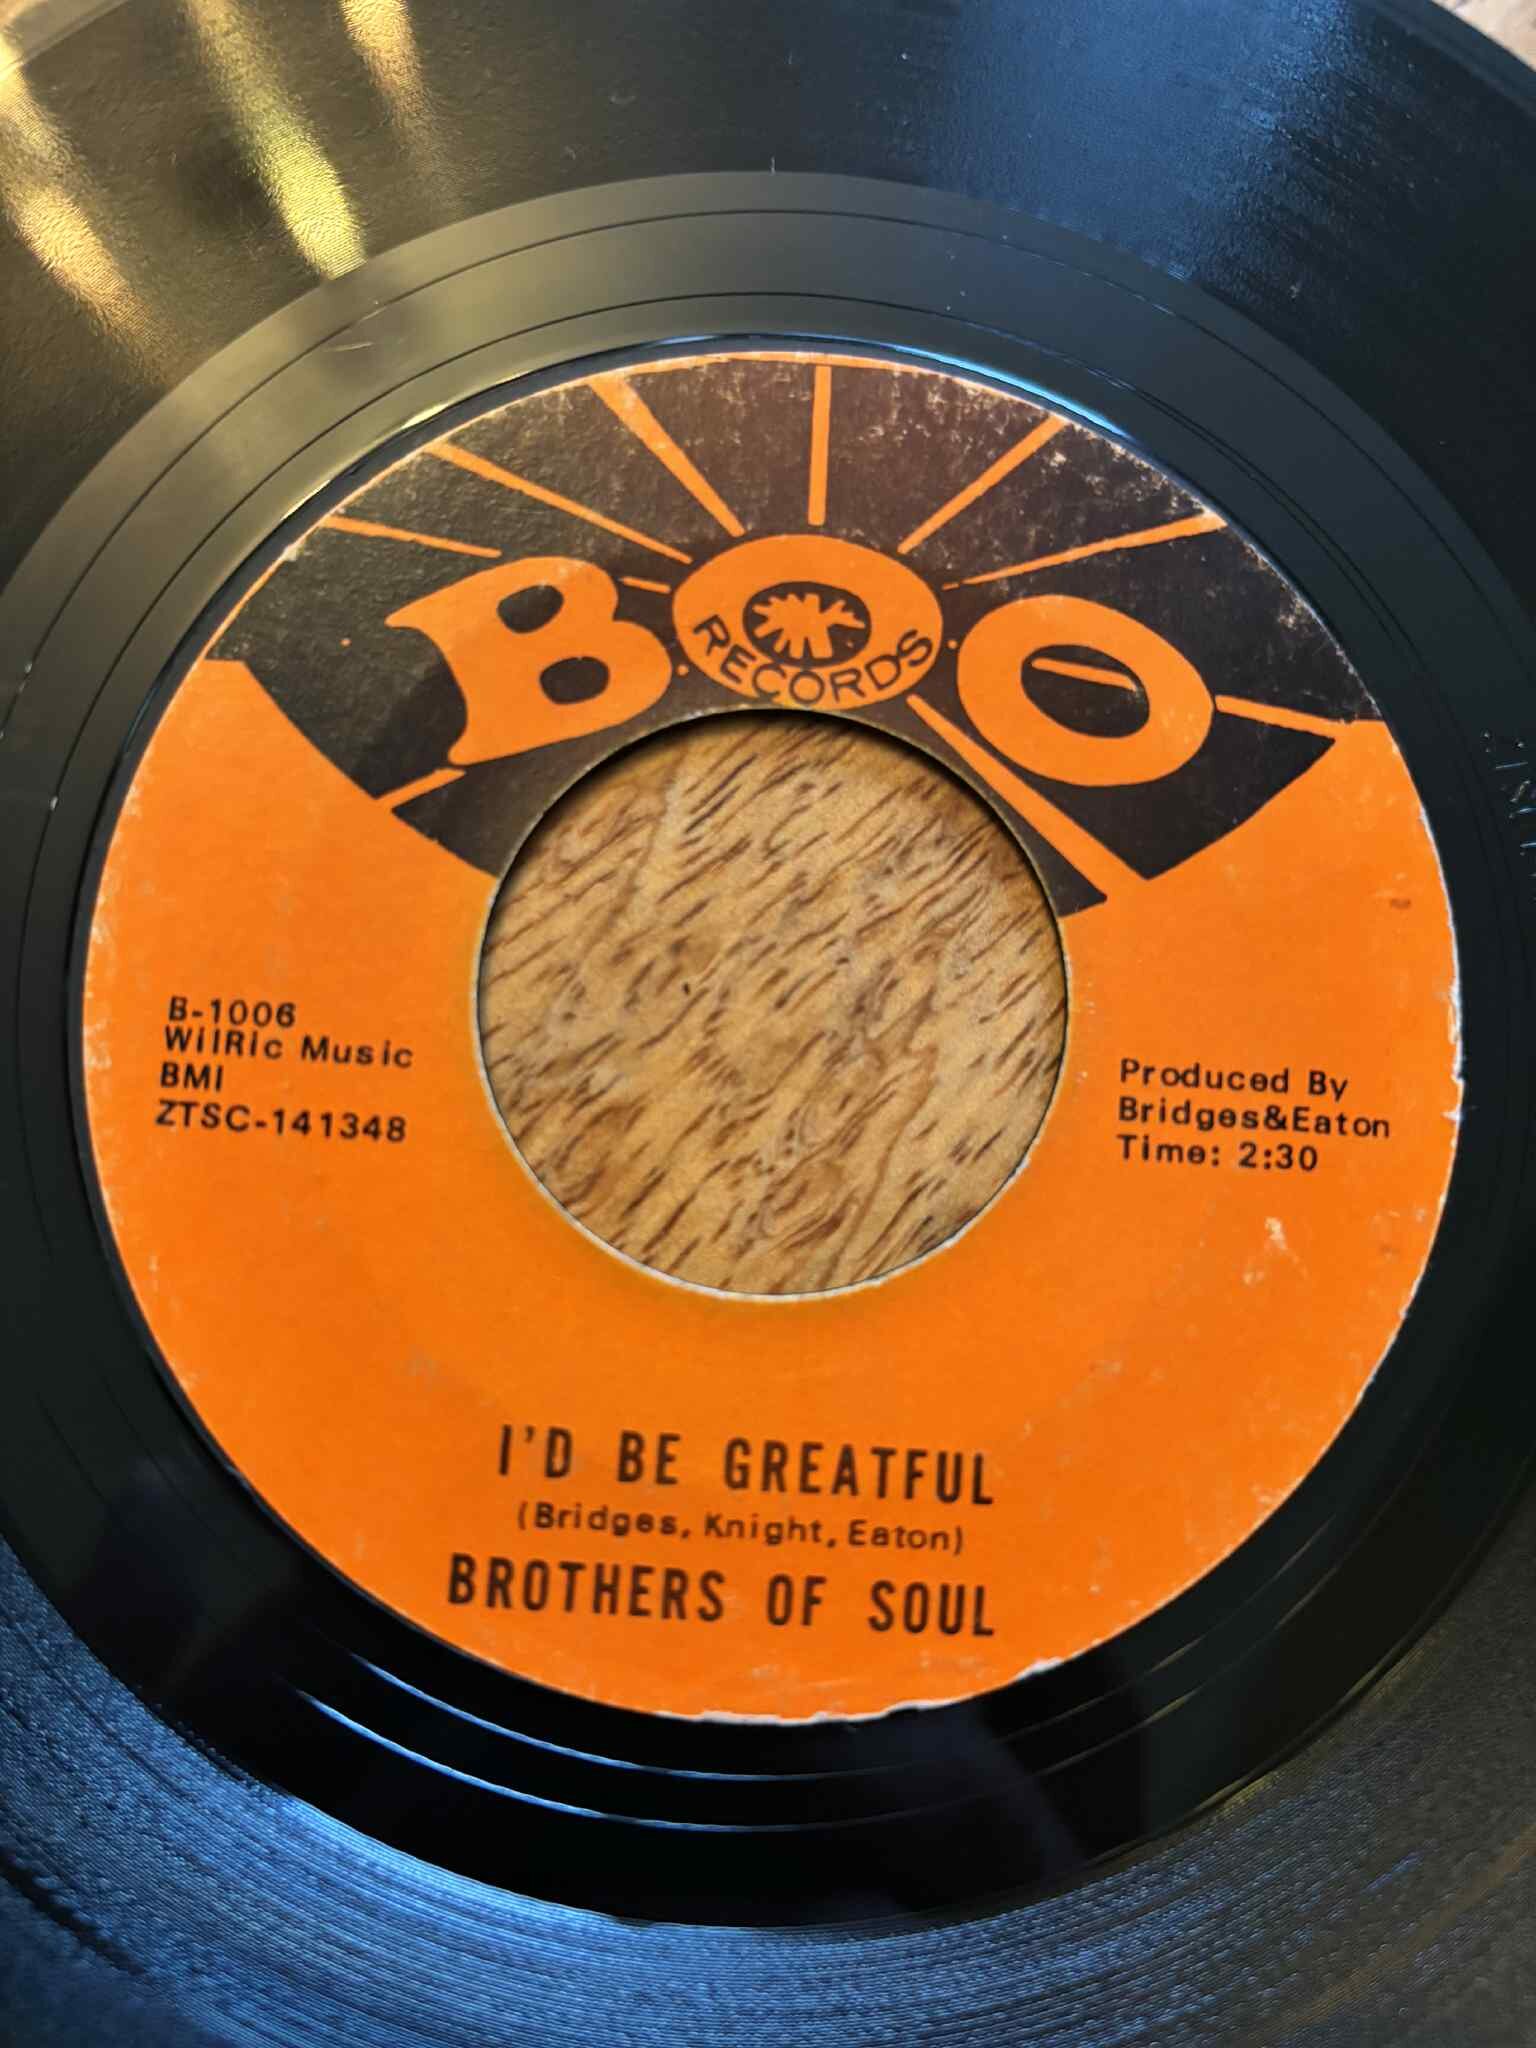 BOO
RECORDS
B-1006
WilRic Music
BMI
ZTSC-141348
Produced By
Bridges&Eaton
Time: 2:30
I'D BE GREATFUL
(Bridges, Knight, Eaton)
BROTHERS OF SOUL